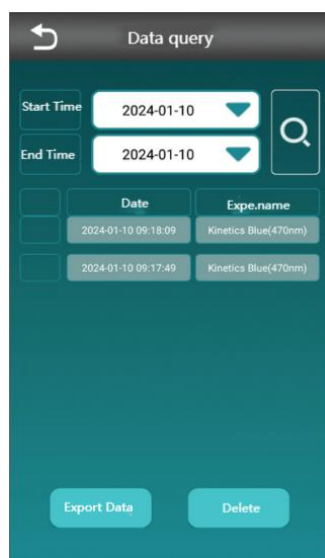 Data query
Start Time 2024-01-10
End Time 2024-01-10
Date Expe.name
2024-01-10 09:18:09 Kinetics Blue(470nm)
2024-01-10 09:17:49 Kinetics Blue(470nm)
Export Data Delete